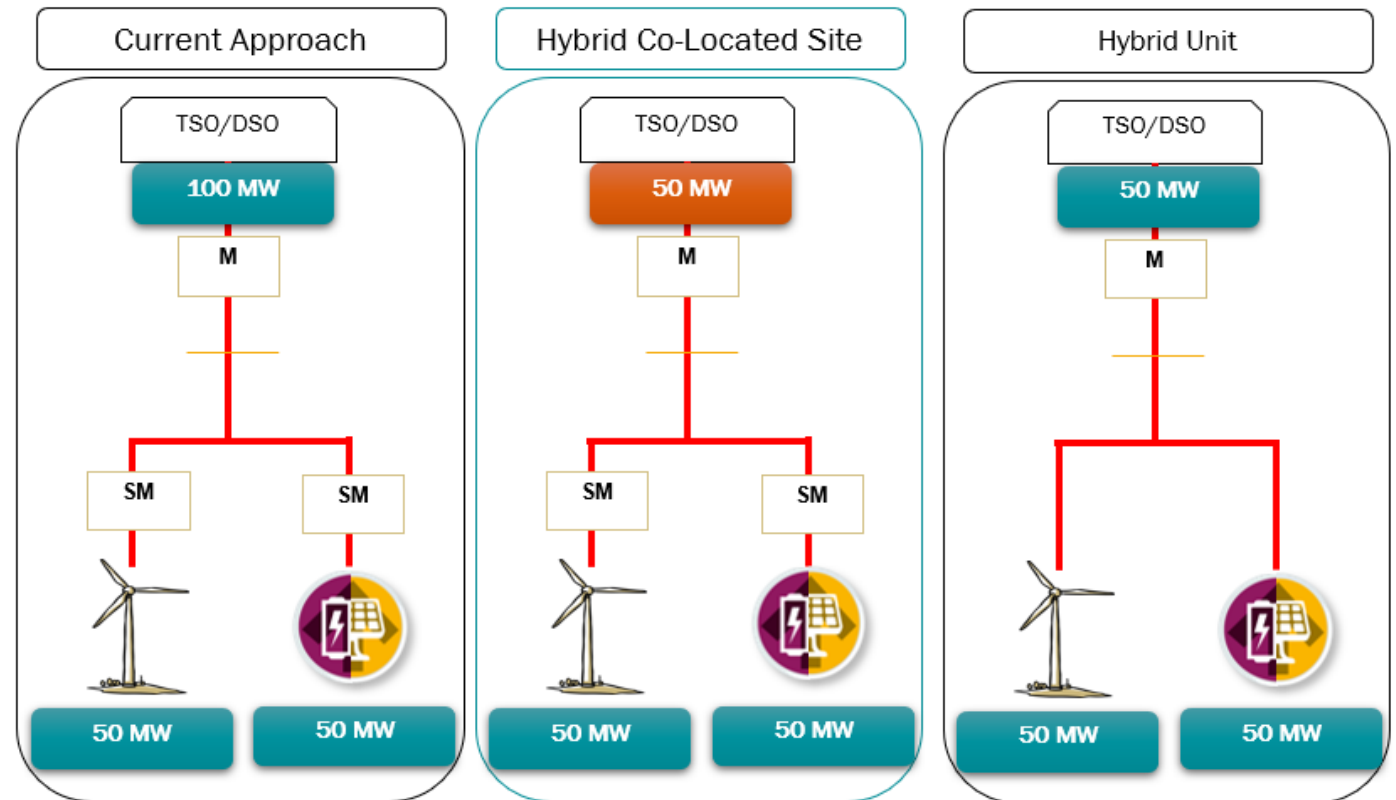 Current Approach
Hybrid Co-Located Site
Hybrid Unit
TSO/DSO
TSO/DSO
TSO/DSO
100 MW
50 MW
50 MW
M
M
M
SM
SM
SM
SM
50 MW
50 MW
50 MW
50 MW
50 MW
50 MW